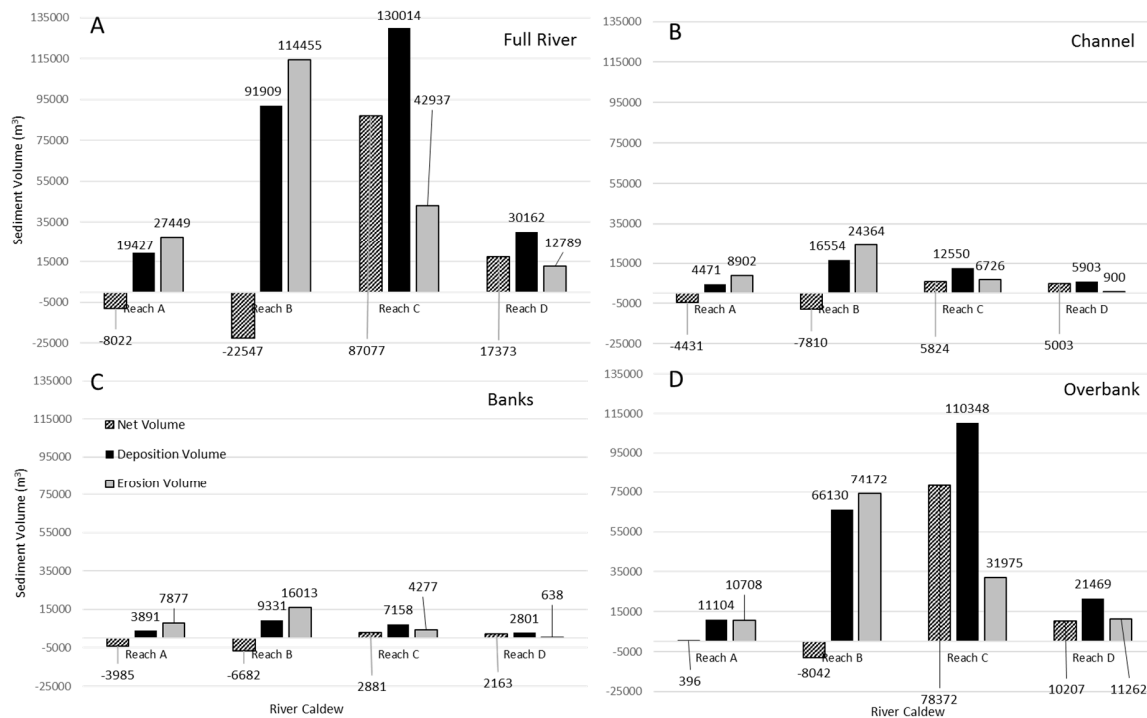 A
Full River
135000
115000
95000
75000
55000
35000
15000
-5000
-25000
Sediment Volume (m³)
19427
27449
-8022
Reach A
91909
114455
-22547
Reach B
130014
42937
87077
Reach C
30162
12789
17373
Reach D
B
Channel
135000
115000
95000
75000
55000
35000
15000
-5000
-25000
4471
8902
-4431
Reach A
16554
24364
-7810
Reach B
12550
6726
5824
Reach C
5903
900
5003
Reach D
C
Banks
135000
115000
95000
75000
55000
35000
15000
-5000
-25000
Sediment Volume (m³)
Net Volume
Deposition Volume
Erosion Volume
3891
7877
-3985
Reach A
9331
16013
-6682
Reach B
7158
4277
2881
Reach C
2801
638
2163
Reach D
River Caldew
D
Overbank
135000
115000
95000
75000
55000
35000
15000
-5000
-25000
11104
10708
396
Reach A
66130
74172
-8042
Reach B
110348
31975
78372
Reach C
21469
11262
10207
Reach D
River Caldew